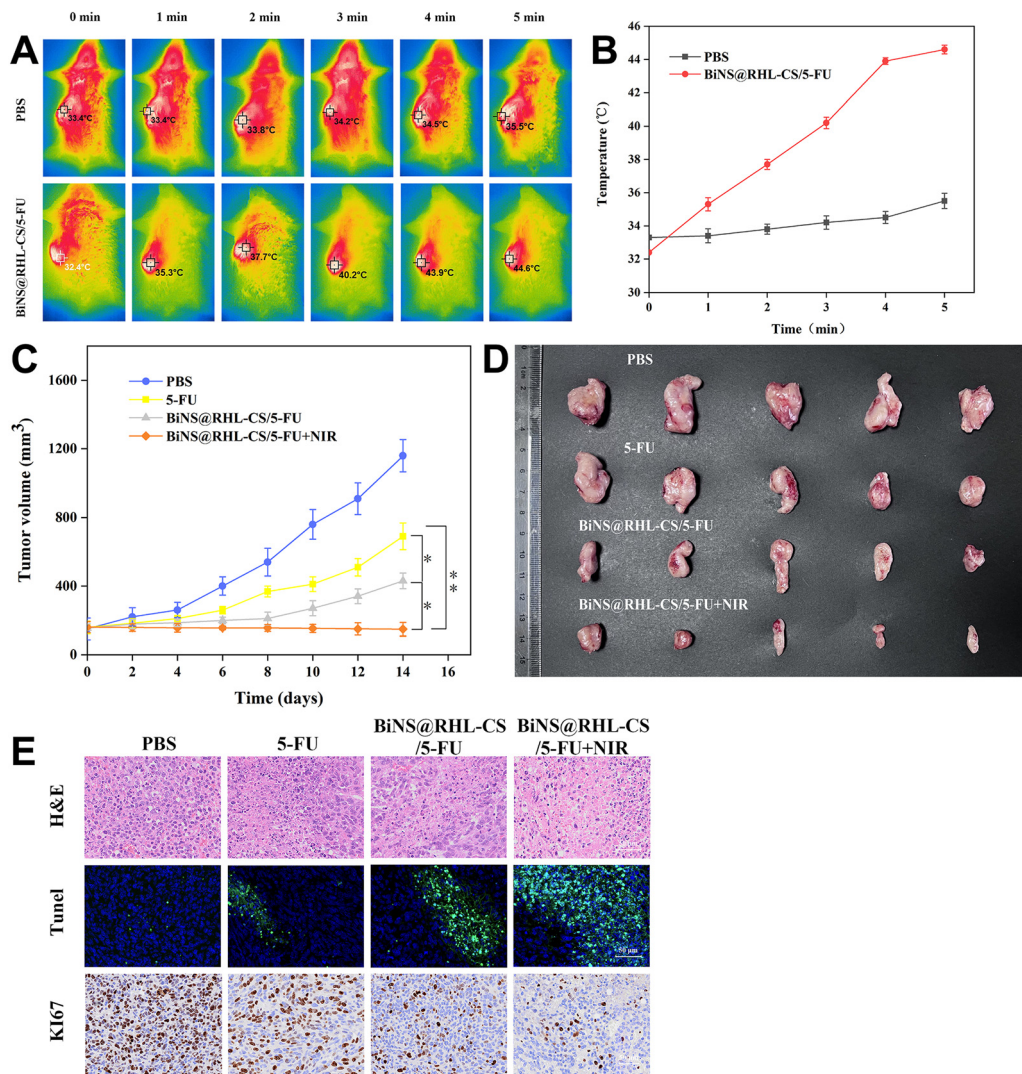 0 min 1 min 2 min 3 min 4 min 5 min
A
PBS
33.4°C 33.4°C 33.8°C 34.2°C 34.5°C 35.5°C
BiNS@RHL-CS/5-FU
32.4°C 35.3°C 37.7°C 40.2°C 43.9°C 44.6°C
B
PBS
BiNS@RHL-CS/5-FU
Temperature (℃)
46
44
42
40
38
36
34
32
30
0 1 2 3 4 5
Time（min）
C
PBS
5-FU
BiNS@RHL-CS/5-FU
BiNS@RHL-CS/5-FU+NIR
Tumor volume (mm3)
1600
1200
800
400
0
* * * *
0 2 4 6 8 10 12 14 16
Time (days)
D
PBS
5-FU
BiNS@RHL-CS/5-FU
BiNS@RHL-CS/5-FU+NIR
E
PBS
5-FU
BiNS@RHL-CS
/5-FU
BiNS@RHL-CS
/5-FU+NIR
H&E
Tunel
50 μm
KI67